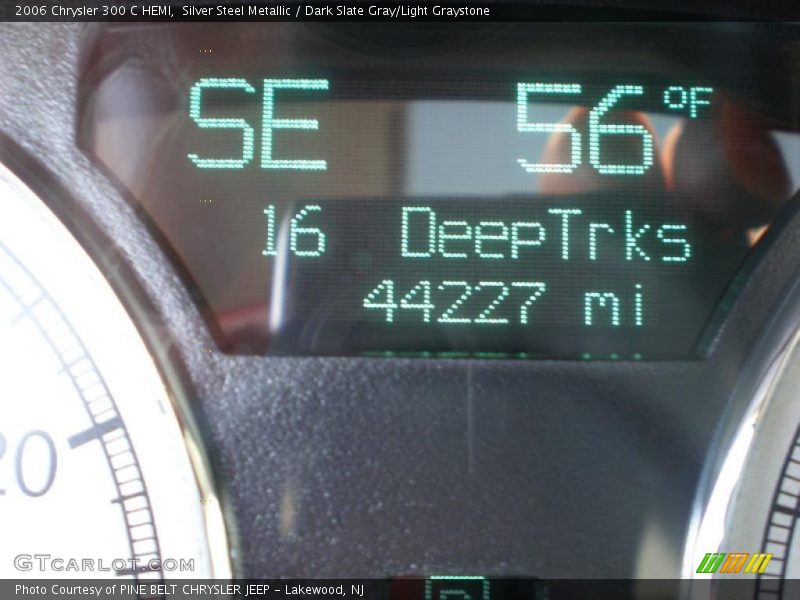 2006 Chrysler 300 C HEMI, Silver Steel Metallic / Dark Slate Gray/Light Graystone
SE 56 °F
16 DeepTrks
44227 mi
20
GTCARLOT.COM
Photo Courtesy of PINE BELT CHRYSLER JEEP - Lakewood, NJ